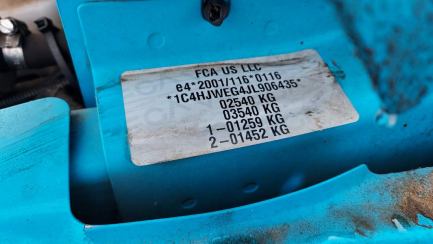 FCA US LLC
e4*2001/116*0116
*1C4HJWEG4JL906435*
02540 KG
03540 KG
1-01259 KG
2-01452 KG